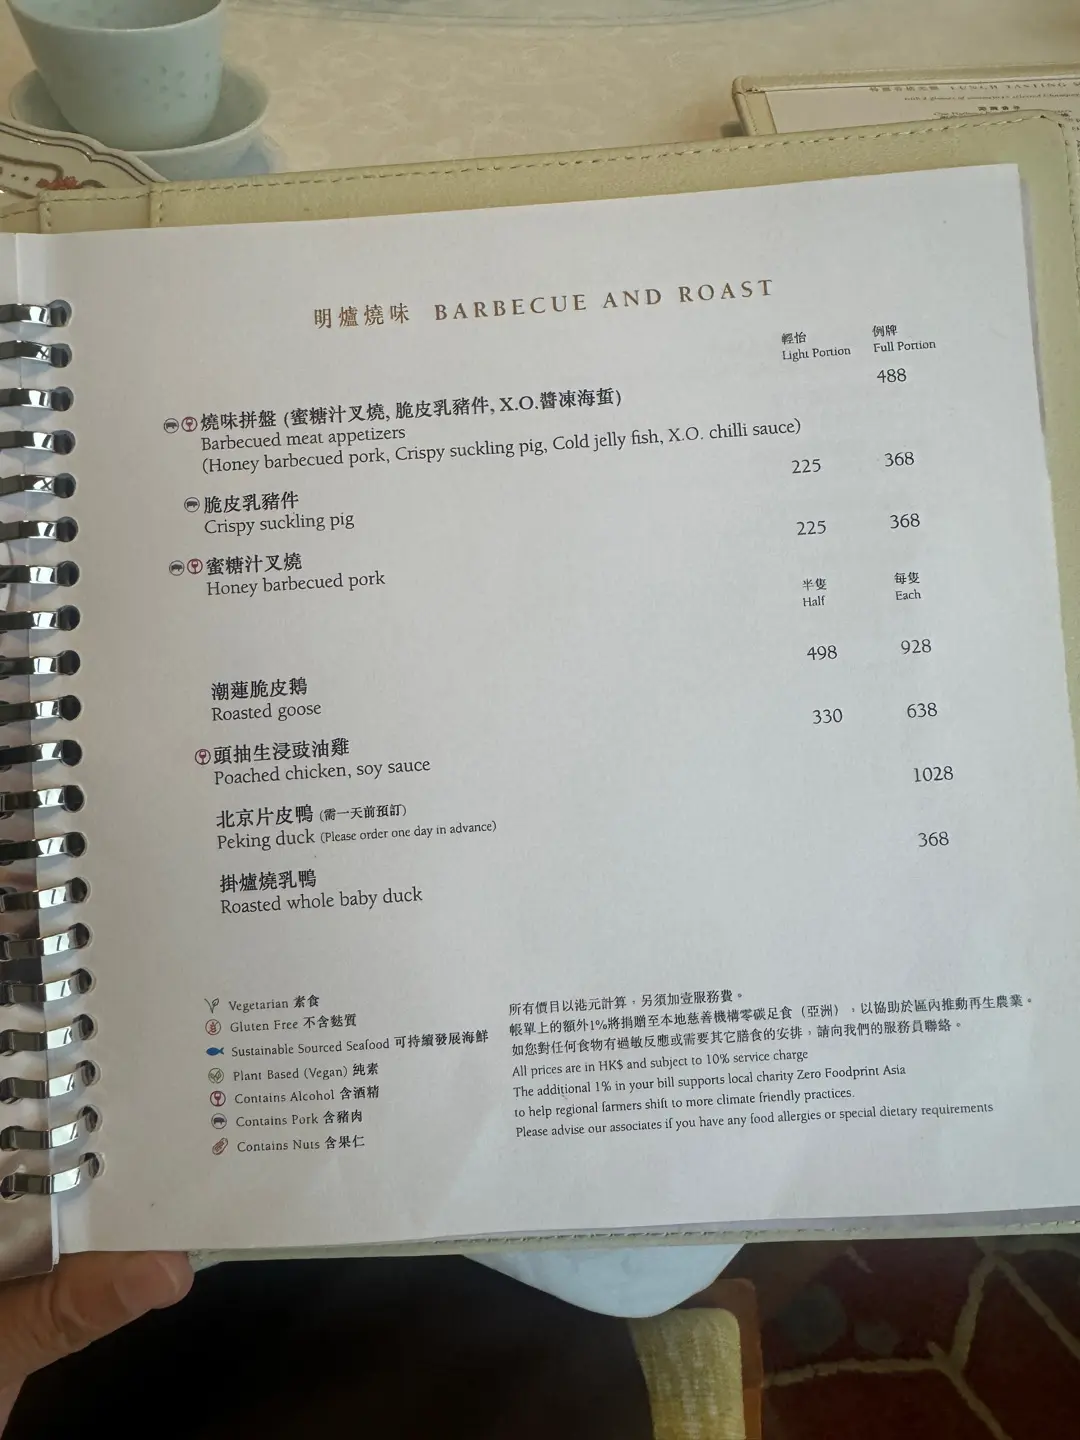 明爐燒味 BARBECUE AND ROAST
輕怡 例牌
Light Portion Full Portion
488
燒味拼盤 (蜜糖汁叉燒, 脆皮乳豬件, X.O.醬凍海蜇)
Barbecued meat appetizers
(Honey barbecued pork, Crispy suckling pig, Cold jelly fish, X.O. chilli sauce)
225 368
脆皮乳豬件
Crispy suckling pig
225 368
蜜糖汁叉燒
Honey barbecued pork
半隻 每隻
Half Each
498 928
潮蓮脆皮鵝
Roasted goose
330 638
頭抽生浸豉油雞
Poached chicken, soy sauce
1028
北京片皮鴨 (需一天前預訂)
Peking duck (Please order one day in advance)
368
掛爐燒乳鴨
Roasted whole baby duck
Vegetarian 素食
Gluten Free 不含麩質
Sustainable Sourced Seafood 可持續發展海鮮
Plant Based (Vegan) 純素
Contains Alcohol 含酒精
Contains Pork 含豬肉
Contains Nuts 含果仁
所有價目以港元計算，另須加壹服務費。
帳單上的額外1%將捐贈至本地慈善機構零碳足食（亞洲），以協助於區內推動再生農業。
如您對任何食物有過敏反應或需要其它膳食的安排，請向我們的服務員聯絡。
All prices are in HK$ and subject to 10% service charge
The additional 1% in your bill supports local charity Zero Foodprint Asia
to help regional farmers shift to more climate friendly practices.
Please advise our associates if you have any food allergies or special dietary requirements